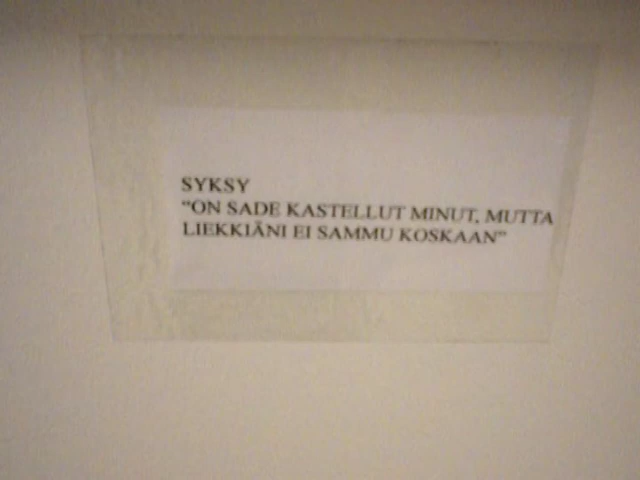 SYKSY
"ON SADE KASTELLUT MINUT, MUTTA
LIEKKIÄNI EI SAMMU KOSKAAN"